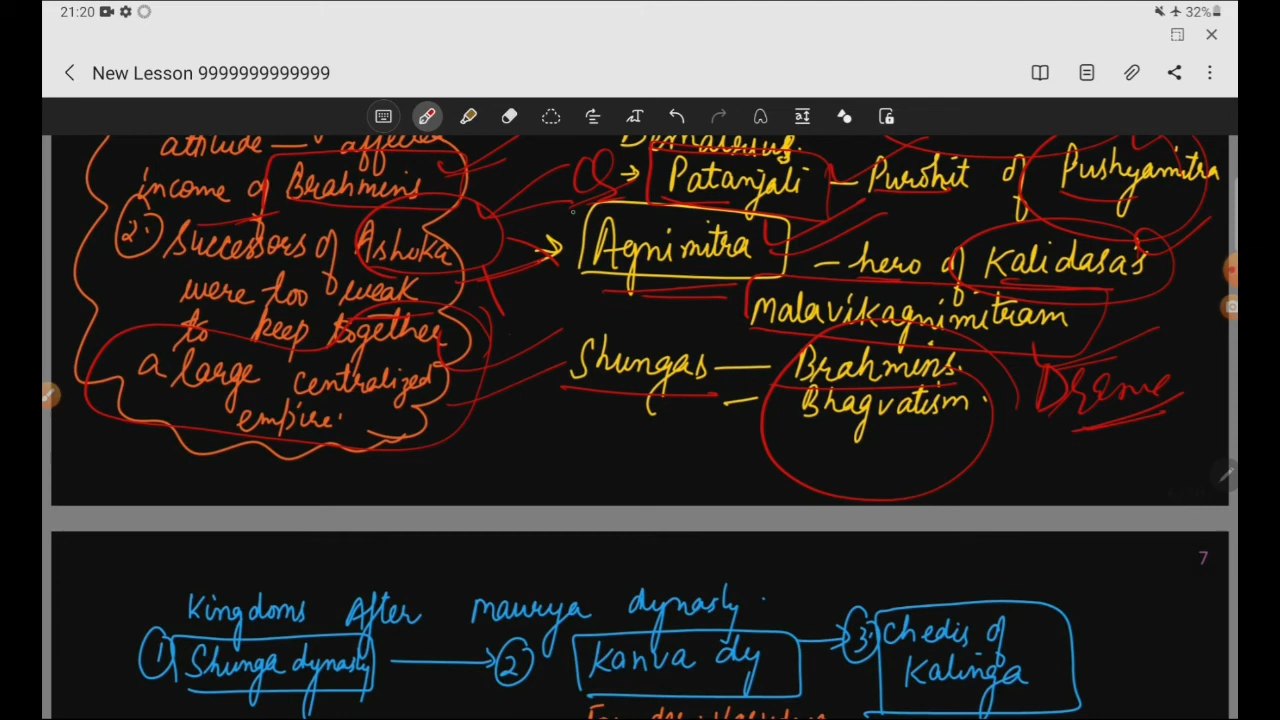 21:20
32%
New Lesson 9999999999999
attitude — affected
income of Brahmins
2. Successors of Ashoka
were too weak
to keep together
a large centralized
empire.
Demetrius.
→ Patanjali — Purohit of Pushyamitra
→ Agnimitra — hero of Kalidasa's
Malavikagnimitram
Shungas — Brahmins.
— Bhagvatism.
Drama
7
Kingdoms After maurya dynasty.
1 Shunga dynasty → 2 Kanva dy → 3. Chedis of
Kalinga